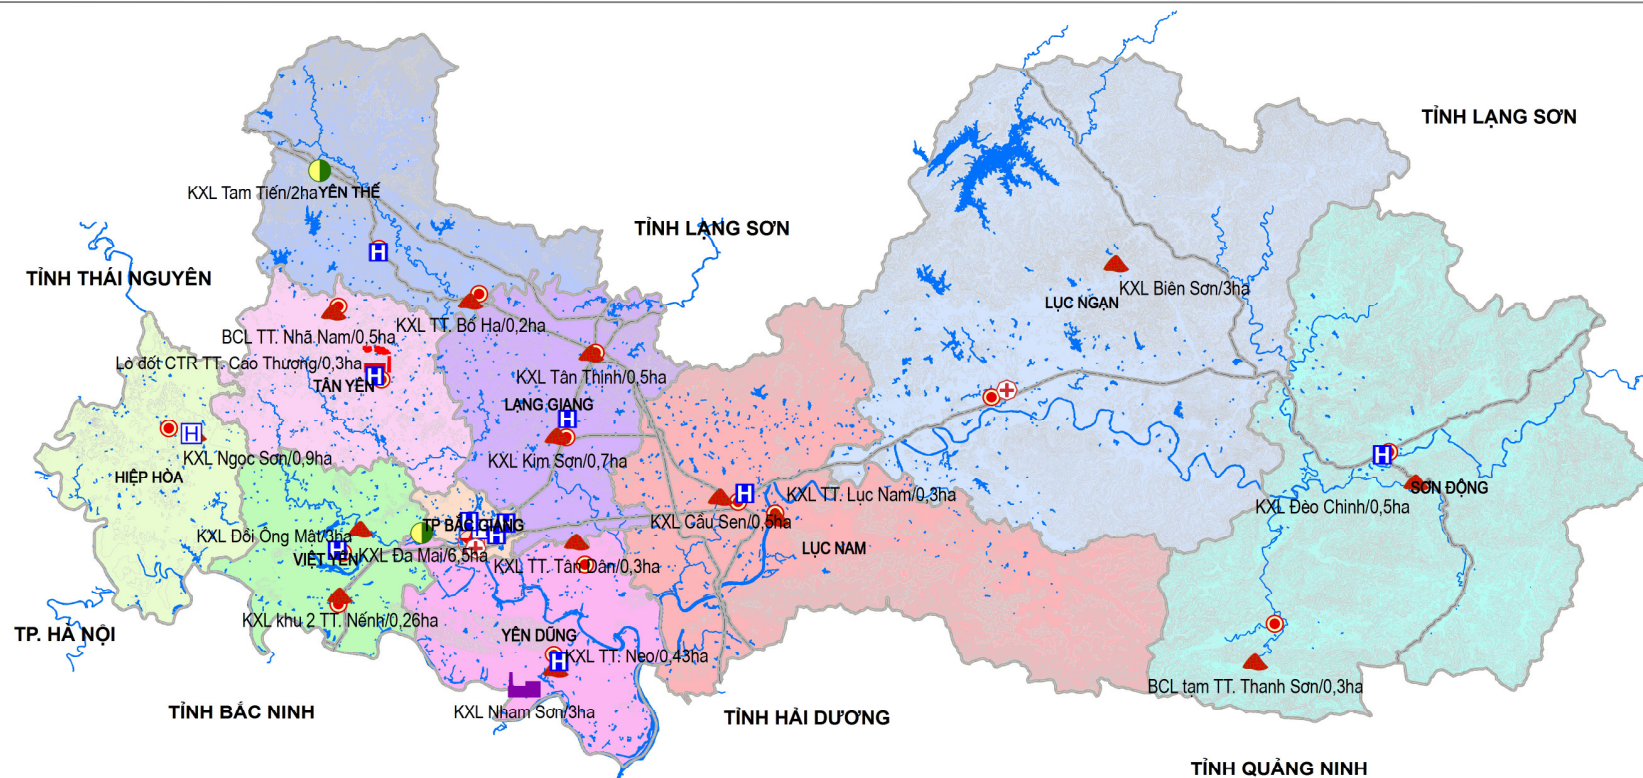 TỈNH LẠNG SƠN
KXL Tam Tiến/2ha
YÊN THẾ
TỈNH LẠNG SƠN
TỈNH THÁI NGUYÊN
KXL Biên Sơn/3ha
LỤC NGẠN
KXL TT. Bố Hạ/0,2ha
BCL TT. Nhã Nam/0,5ha
Lò đốt CTR TT. Cao Thượng/0,3ha
TÂN YÊN
KXL Tân Thịnh/0,5ha
LẠNG GIANG
H
H
H
H
KXL Ngọc Sơn/0,9ha
KXL Kim Sơn/0,7ha
HIỆP HÒA
H
SƠN ĐỘNG
KXL TT. Lục Nam/0,3ha
H
KXL Đèo Chinh/0,5ha
KXL Cầu Sen/0,5ha
TP BẮC GIANG
H
H
H
KXL Dồi Ông Mật/3ha
LỤC NAM
H
VIỆT YÊN
KXL Đa Mai/6,5ha
KXL TT. Tân Dân/0,3ha
KXL khu 2 TT. Nếnh/0,26ha
TP. HÀ NỘI
YÊN DŨNG
H
KXL TT. Neo/0,43ha
BCL tạm TT. Thanh Sơn/0,3ha
KXL Nham Sơn/3ha
TỈNH BẮC NINH
TỈNH HẢI DƯƠNG
TỈNH QUẢNG NINH